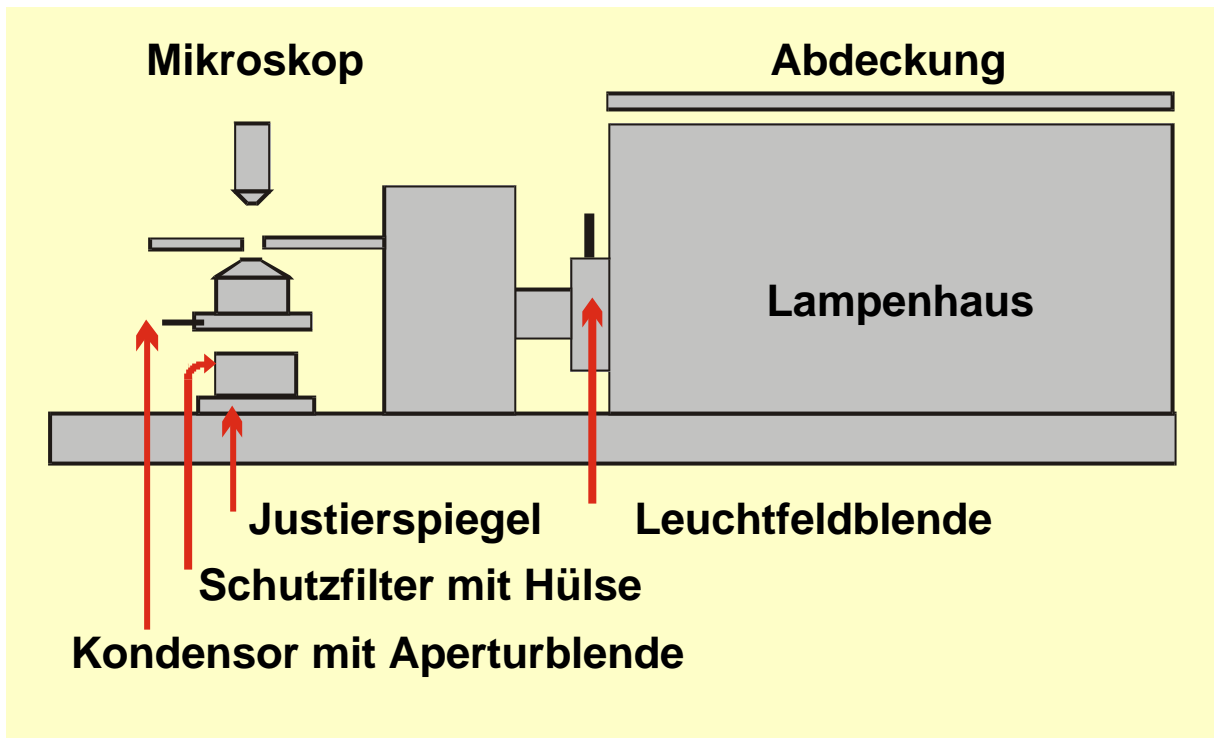 Mikroskop
Abdeckung
Lampenhaus
Justierspiegel
Leuchtfeldblende
Schutzfilter mit Hülse
Kondensor mit Aperturblende